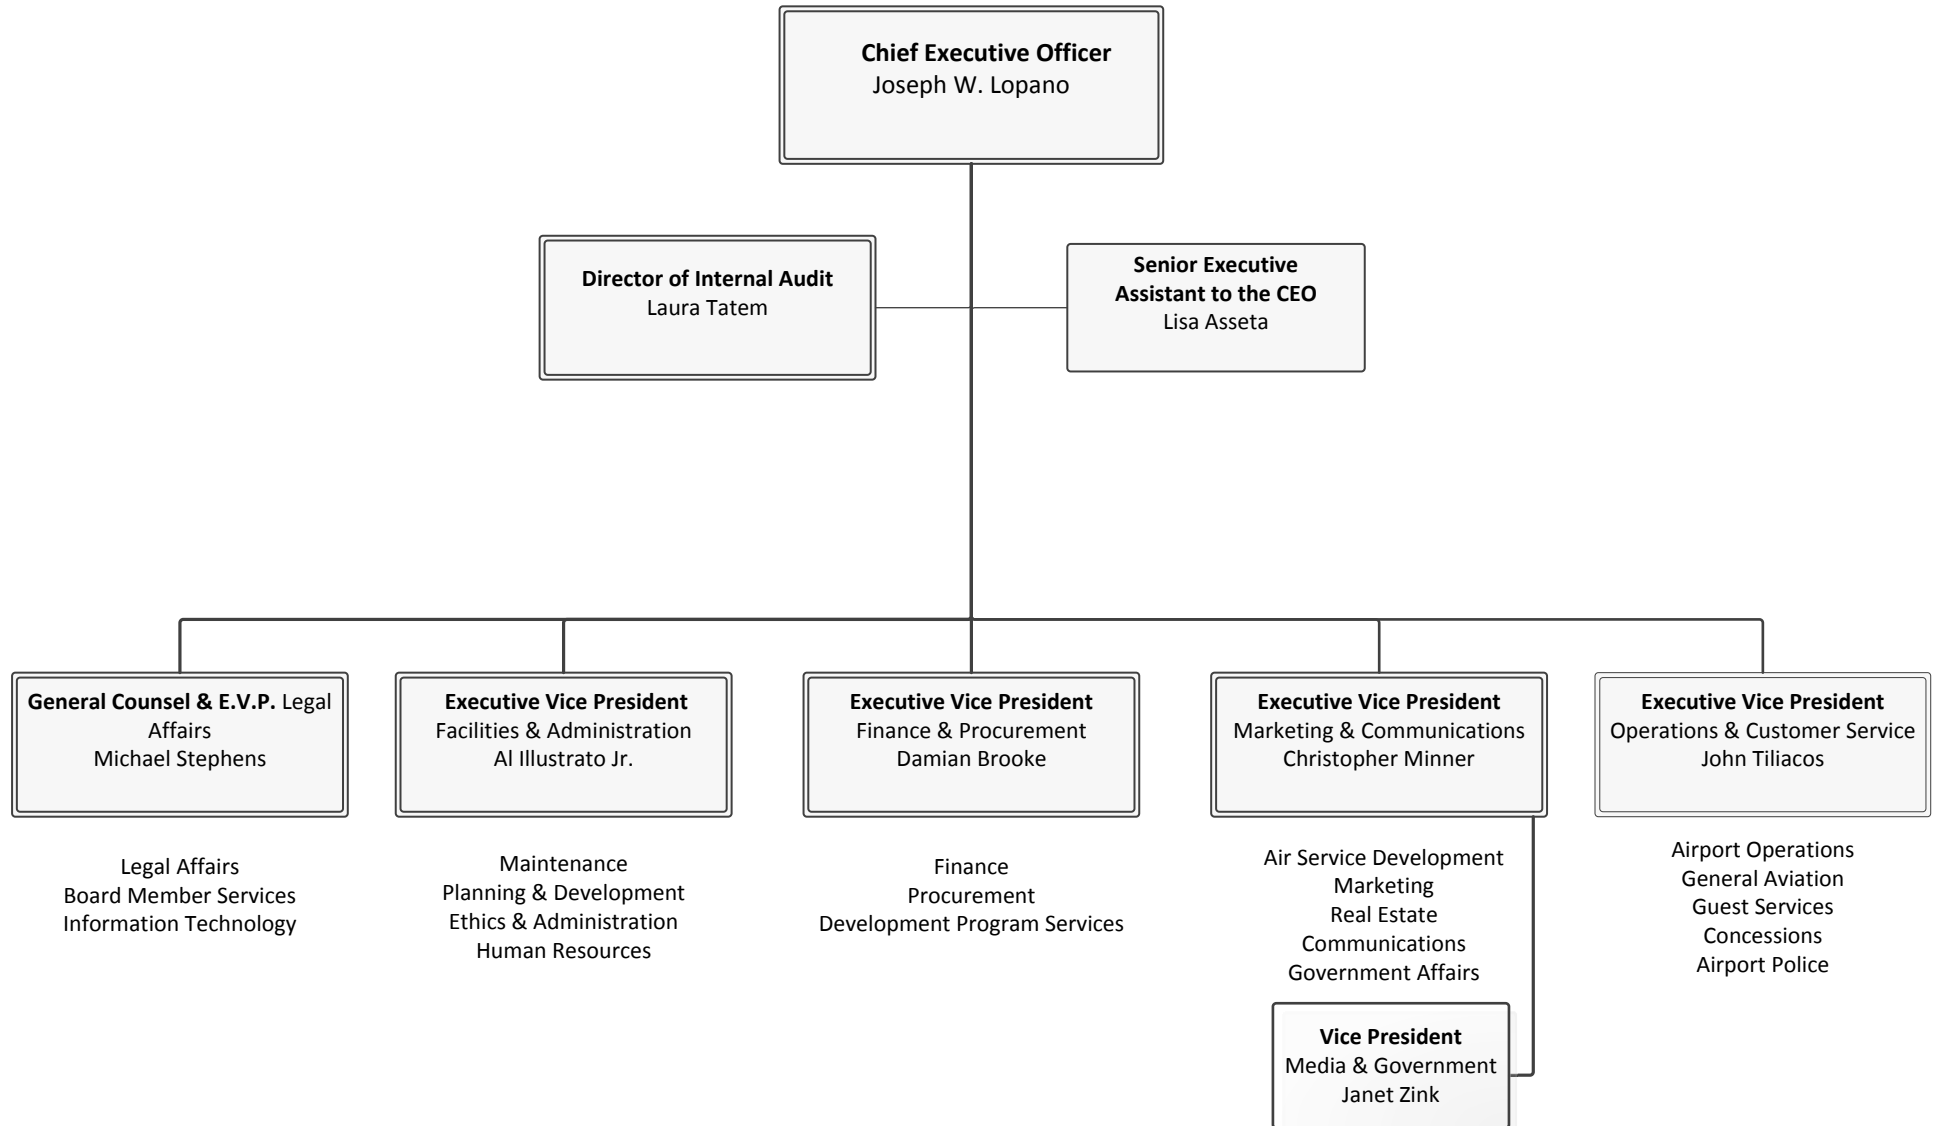 Chief Executive Officer
Joseph W. Lopano
Director of Internal Audit
Laura Tatem
Senior Executive
Assistant to the CEO
Lisa Asseta
General Counsel & E.V.P. Legal
Affairs
Michael Stephens
Legal Affairs
Board Member Services
Information Technology
Executive Vice President
Facilities & Administration
Al Illustrato Jr.
Maintenance
Planning & Development
Ethics & Administration
Human Resources
Executive Vice President
Finance & Procurement
Damian Brooke
Finance
Procurement
Development Program Services
Executive Vice President
Marketing & Communications
Christopher Minner
Air Service Development
Marketing
Real Estate
Communications
Government Affairs
Vice President
Media & Government
Janet Zink
Executive Vice President
Operations & Customer Service
John Tiliacos
Airport Operations
General Aviation
Guest Services
Concessions
Airport Police